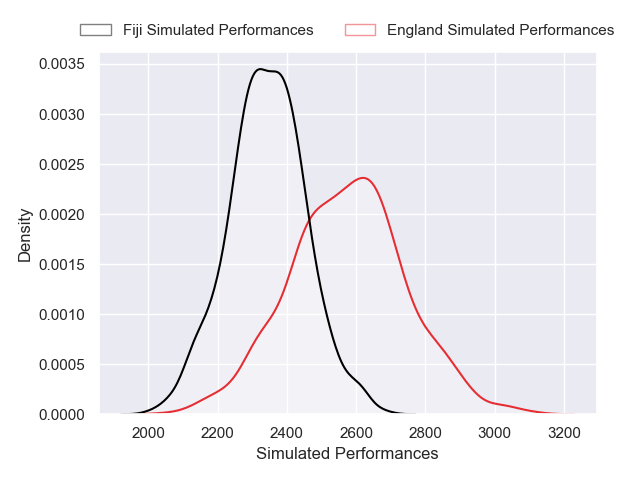 Fiji Simulated Performances England Simulated Performances
0.0035
0.0030
0.0025
0.0020
0.0015
0.0010
0.0005
0.0000
Density
2000 2200 2400 2600 2800 3000 3200
Simulated Performances